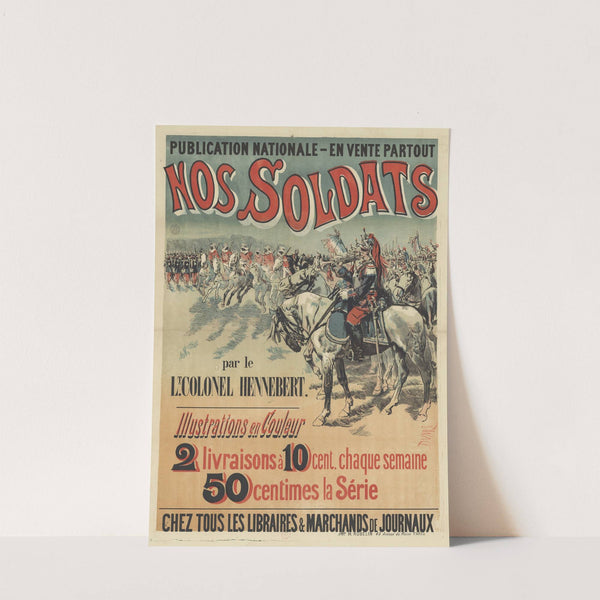 PUBLICATION NATIONALE – EN VENTE PARTOUT
NOS SOLDATS
par le
Lt COLONEL HENNEBERT.
Illustrations en Couleur
2 livraisons à 10 cent. chaque semaine
50 centimes la Série
CHEZ TOUS LES LIBRAIRES & MARCHANDS DE JOURNAUX